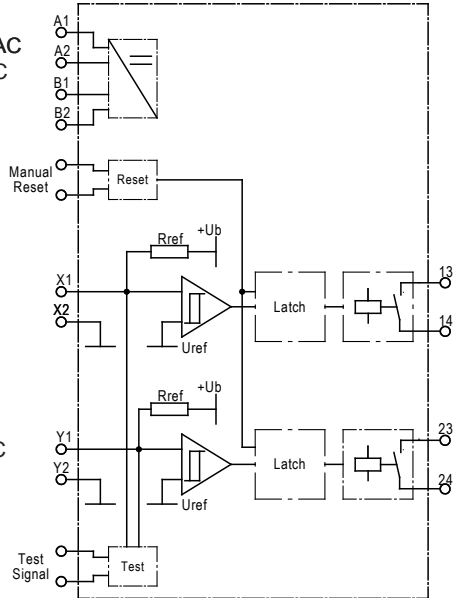 A1
AC
A2
C
B1
B2
Manual
Reset
Reset
Rref
+Ub
X1
X2
Uref
Latch
13
14
Rref
+Ub
Y1
C
Y2
Uref
Latch
23
24
Test
Signal
Test